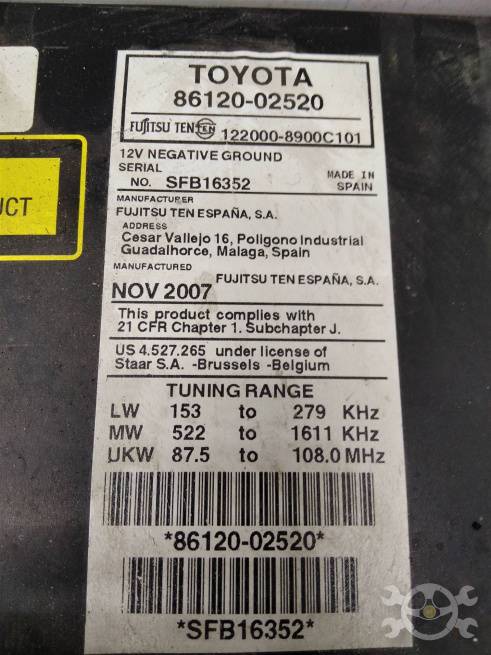 TOYOTA
86120-02520
FUJITSU TEN TEN 122000-8900C101
12V NEGATIVE GROUND
SERIAL
NO. SFB16352
MADE IN
SPAIN
MANUFACTURER
FUJITSU TEN ESPAÑA, S.A.
ADDRESS
Cesar Vallejo 16, Poligono Industrial
Guadalhorce, Malaga, Spain
MANUFACTURED
FUJITSU TEN ESPAÑA, S.A.
NOV 2007
This product complies with
21 CFR Chapter 1. Subchapter J.
US 4.527.265 under license of
Staar S.A. -Brussels -Belgium
TUNING RANGE
LW 153 to 279 KHz
MW 522 to 1611 KHz
UKW 87.5 to 108.0 MHz
*86120-02520*
*SFB16352*
UCT